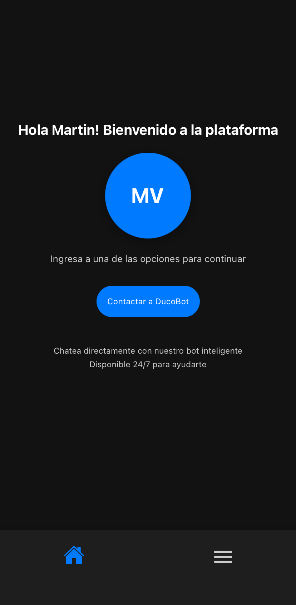 Hola Martin! Bienvenido a la plataforma
MV
Ingresa a una de las opciones para continuar
Contactar a DucoBot
Chatea directamente con nuestro bot inteligente
Disponible 24/7 para ayudarte